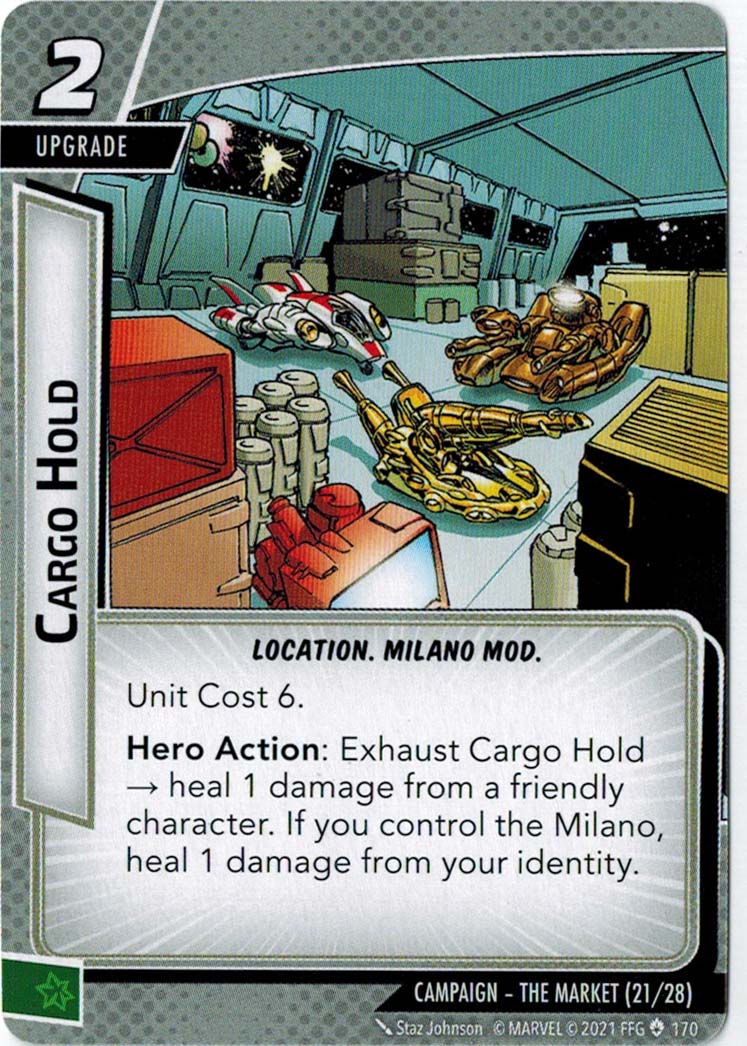 2
UPGRADE
CARGO HOLD
LOCATION. MILANO MOD.
Unit Cost 6.
Hero Action: Exhaust Cargo Hold
→ heal 1 damage from a friendly
character. If you control the Milano,
heal 1 damage from your identity.
CAMPAIGN – THE MARKET (21/28)
Staz Johnson © MARVEL © 2021 FFG 170